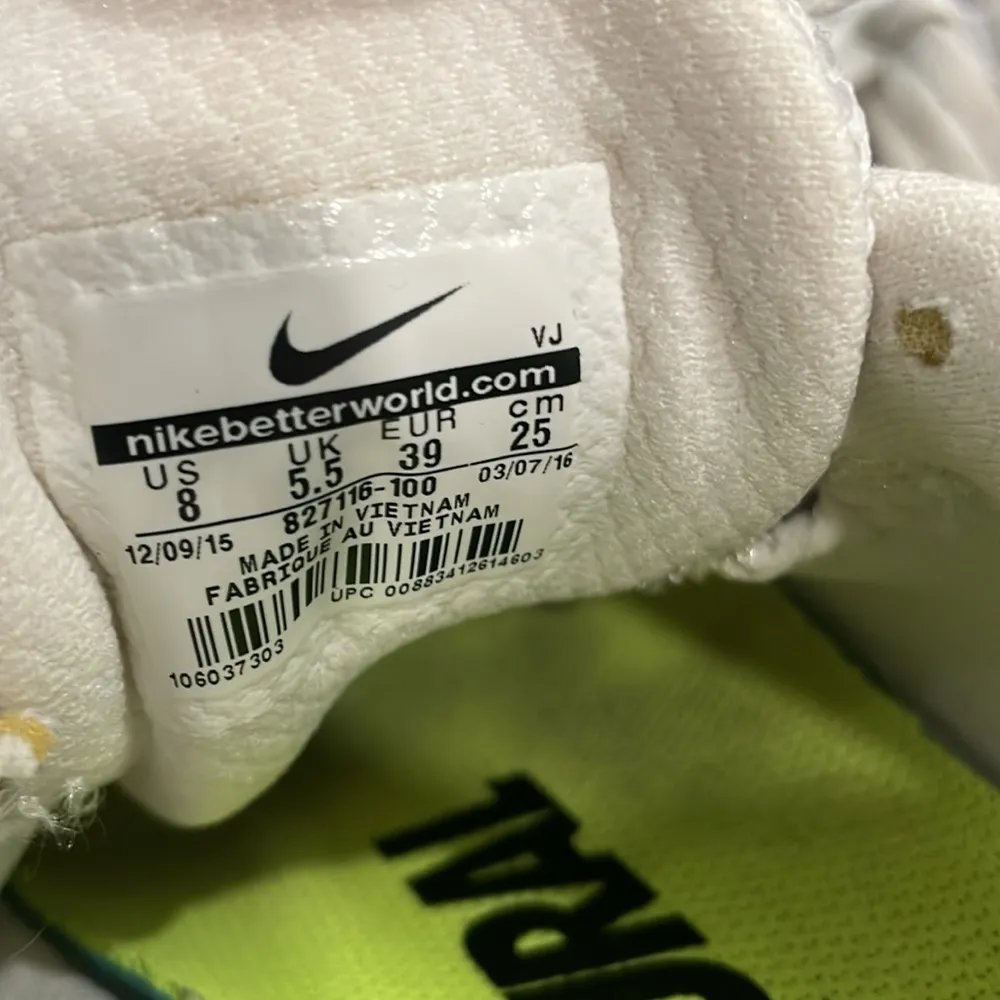 VJ
nikebetterworld.com
US UK EUR cm
8 5.5 39 25
12/09/15 827116-100 03/07/16
MADE IN VIETNAM
FABRIQUE AU VIETNAM
UPC 00883412614603
106037303
URAL